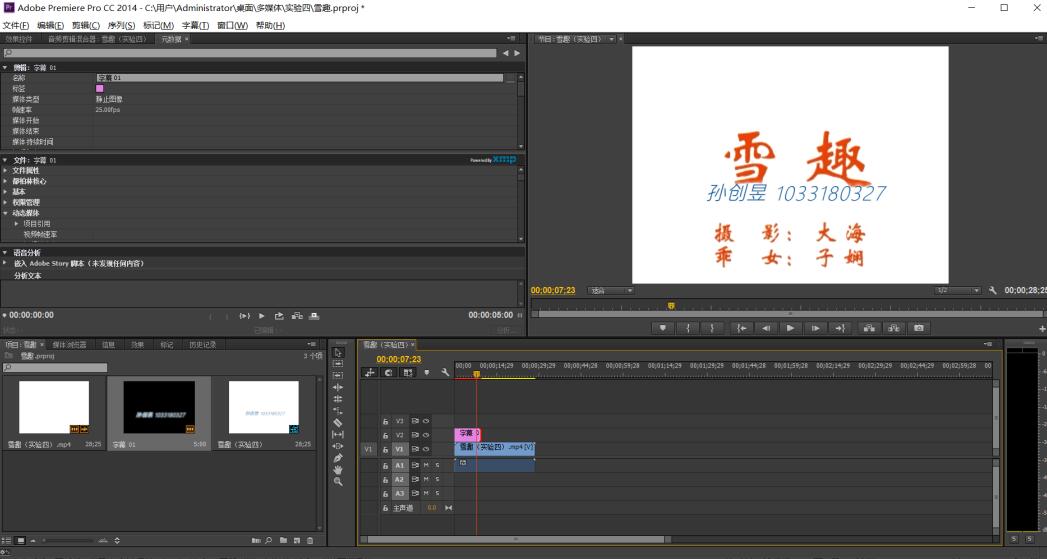 Adobe Premiere Pro CC 2014 - C:\用户\Administrator\桌面\多媒体\实验四\雪趣.prproj *
文件(F) 编辑(E) 剪辑(C) 序列(S) 标记(M) 字幕(T) 窗口(W) 帮助(H)
效果控件 音频剪辑混合器: 雪趣（实验四） 元数据
剪辑: 字幕 01
名称 字幕 01
标签
媒体类型 静止图像
帧速率 25.00fps
媒体开始
媒体结束
媒体持续时间
文件: 字幕 01 Powered By xmp
文件属性
都柏林核心
基本
权限管理
动态媒体
项目引用
视频帧速率
语音分析
嵌入 Adobe Story 脚本（未发现任何内容）
分析文本
00:00:00:00 00:00:05:00
状态: 已编辑: 分析...
节目: 雪趣（实验四）
雪 趣
孙创昱 1033180327
摄 影: 大 海
乖 女: 子 娴
00;00;07;23 适合 1/2 00;00;28;25
项目: 雪趣 媒体浏览器 信息 效果 标记 历史记录
雪趣.prproj 3 个项
孙创昱 1033180327
雪趣（实验四）.mp4 28;25
字幕 01 5:00
雪趣（实验四） 28;25
雪趣（实验四）
00;00;07;23
00;00 00;00;14;29 00;00;29;29 00;00;44;28 00;00;59;28 00;01;14;29 00;01;29;29 00;01;44;28 00;01;59;28 00;02;14;29 00;02;29;29 00;02;44;28 00;02;59;28 00
V3
V2 字幕 0
V1 V1 雪趣（实验四）.mp4 [V]
A1 M S
A2 M S
A3 M S
主声道 0.0
S S